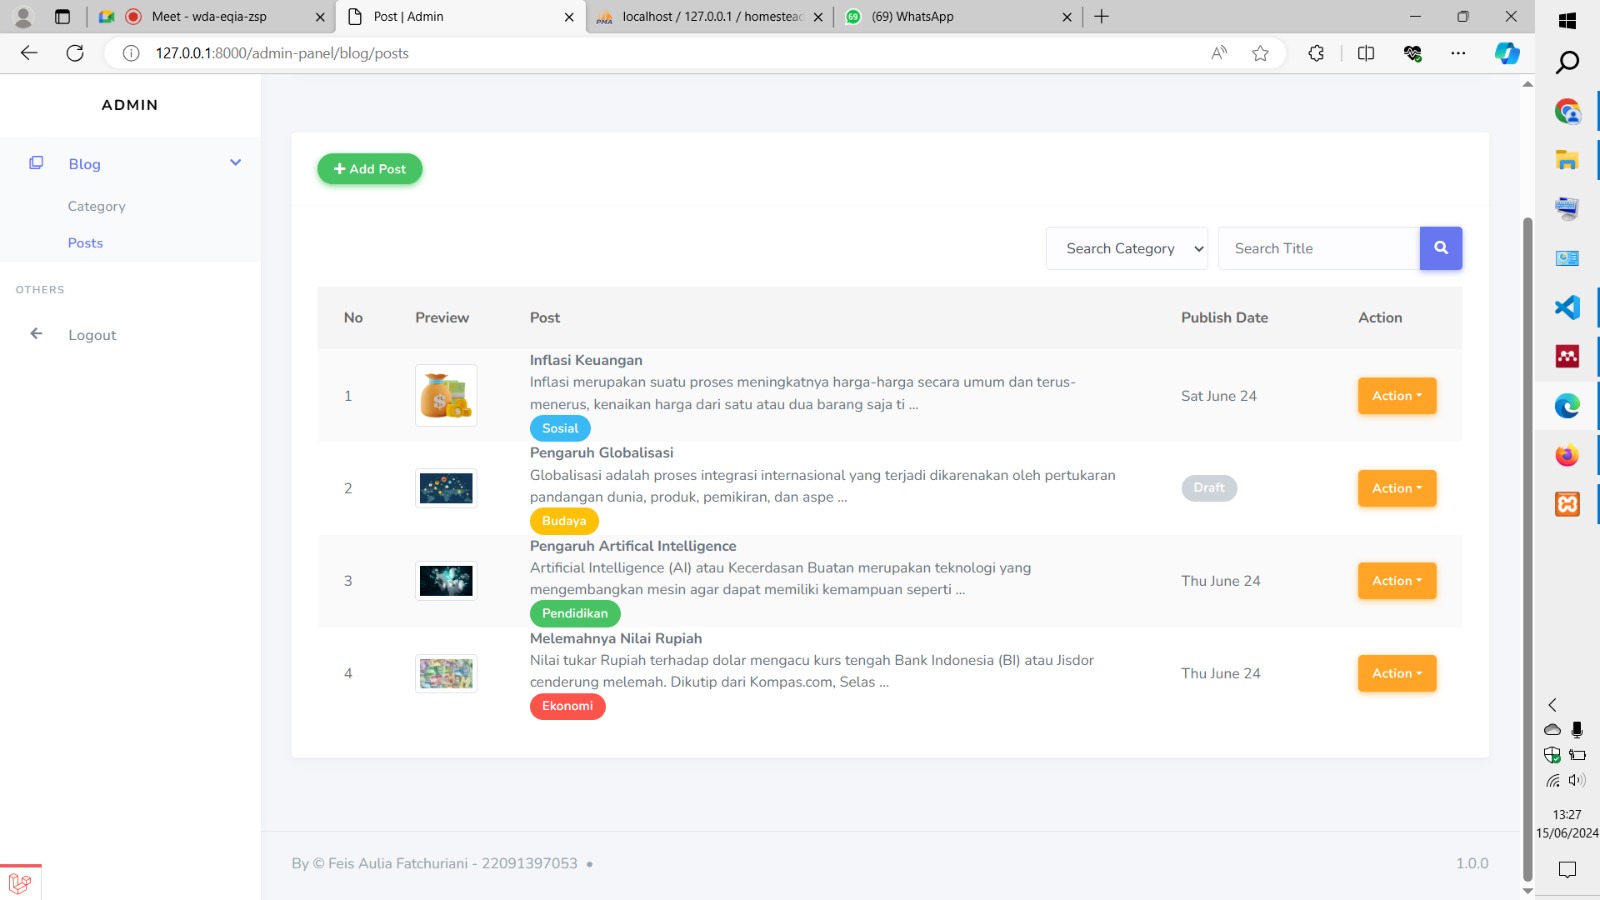 Meet - wda-eqia-zsp
Post | Admin
localhost / 127.0.0.1 / homestead
(69) WhatsApp
127.0.0.1:8000/admin-panel/blog/posts
ADMIN
Blog
Category
Posts
OTHERS
Logout
Add Post
Search Category
Search Title
No Preview Post Publish Date Action
Inflasi Keuangan
Inflasi merupakan suatu proses meningkatnya harga-harga secara umum dan terus-
1 Sat June 24 Action
menerus, kenaikan harga dari satu atau dua barang saja ti ...
Sosial
Pengaruh Globalisasi
Globalisasi adalah proses integrasi internasional yang terjadi dikarenakan oleh pertukaran
2 Draft Action
pandangan dunia, produk, pemikiran, dan aspe ...
Budaya
Pengaruh Artifical Intelligence
Artificial Intelligence (AI) atau Kecerdasan Buatan merupakan teknologi yang
3 Thu June 24 Action
mengembangkan mesin agar dapat memiliki kemampuan seperti ...
Pendidikan
Melemahnya Nilai Rupiah
Nilai tukar Rupiah terhadap dolar mengacu kurs tengah Bank Indonesia (BI) atau Jisdor
4 Thu June 24 Action
cenderung melemah. Dikutip dari Kompas.com, Selas ...
Ekonomi
By © Feis Aulia Fatchuriani - 22091397053 •
1.0.0
13:27
15/06/2024